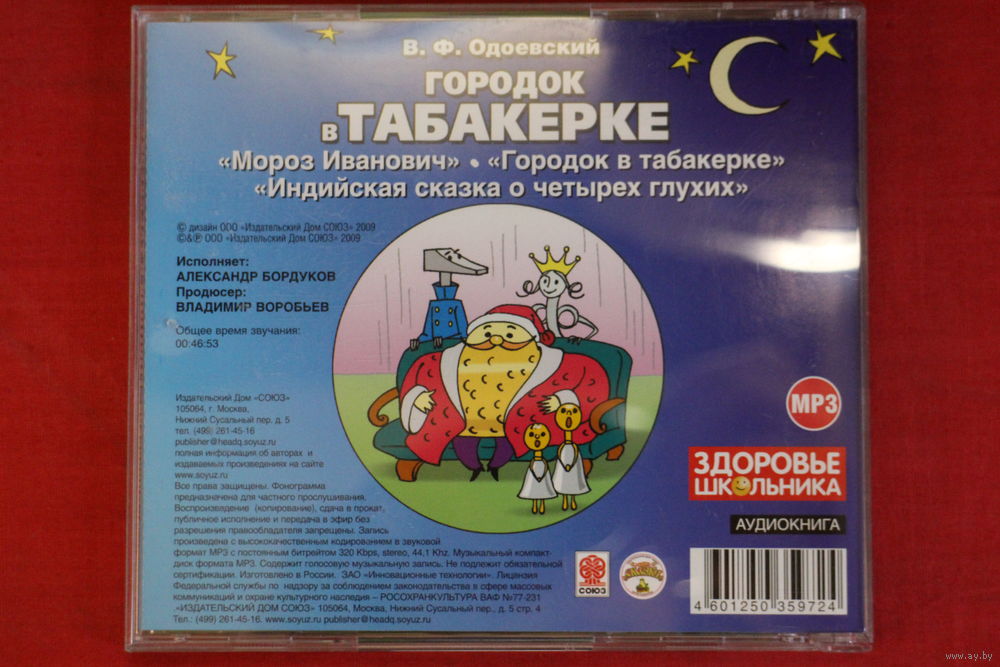 В. Ф. Одоевский
ГОРОДОК
в ТАБАКЕРКЕ
«Мороз Иванович» • «Городок в табакерке»
«Индийская сказка о четырех глухих»
© дизайн ООО «Издательский Дом СОЮЗ» 2009
©&℗ ООО «Издательский Дом СОЮЗ» 2009
Исполняет:
АЛЕКСАНДР БОРДУКОВ
Продюсер:
ВЛАДИМИР ВОРОБЬЕВ
Общее время звучания:
00:46:53
Издательский Дом «СОЮЗ»
105064, г. Москва,
Нижний Сусальный пер. д. 5
тел. (499) 261-45-16
publisher@headq.soyuz.ru
полная информация об авторах и
издаваемых произведениях на сайте
www.soyuz.ru
Все права защищены. Фонограмма
предназначена для частного прослушивания.
Воспроизведение (копирование), сдача в прокат,
публичное исполнение и передача в эфир без
разрешения правообладателя запрещены. Запись
произведена с высококачественным кодированием в звуковой
формат MP3 с постоянным битрейтом 320 Kbps, stereo, 44,1 Khz. Музыкальный компакт-
диск формата MP3. Содержит голосовую музыкальную запись. Не подлежит обязательной
сертификации. Изготовлено в России. ЗАО «Инновационные технологии». Лицензия
Федеральной службы по надзору за соблюдением законодательства в сфере массовых
коммуникаций и охране культурного наследия – РОСОХРАНКУЛЬТУРА ВАФ №77-231
«ИЗДАТЕЛЬСКИЙ ДОМ СОЮЗ» 105064, Москва, Нижний Сусальный пер., д. 5 стр. 4
Тел.: (499) 261-45-16. www.soyuz.ru publisher@headq.soyuz.ru
MP3
ЗДОРОВЬЕ
ШКОЛЬНИКА
АУДИОКНИГА
СОЮЗ
4 601250 359724
www.ay.by